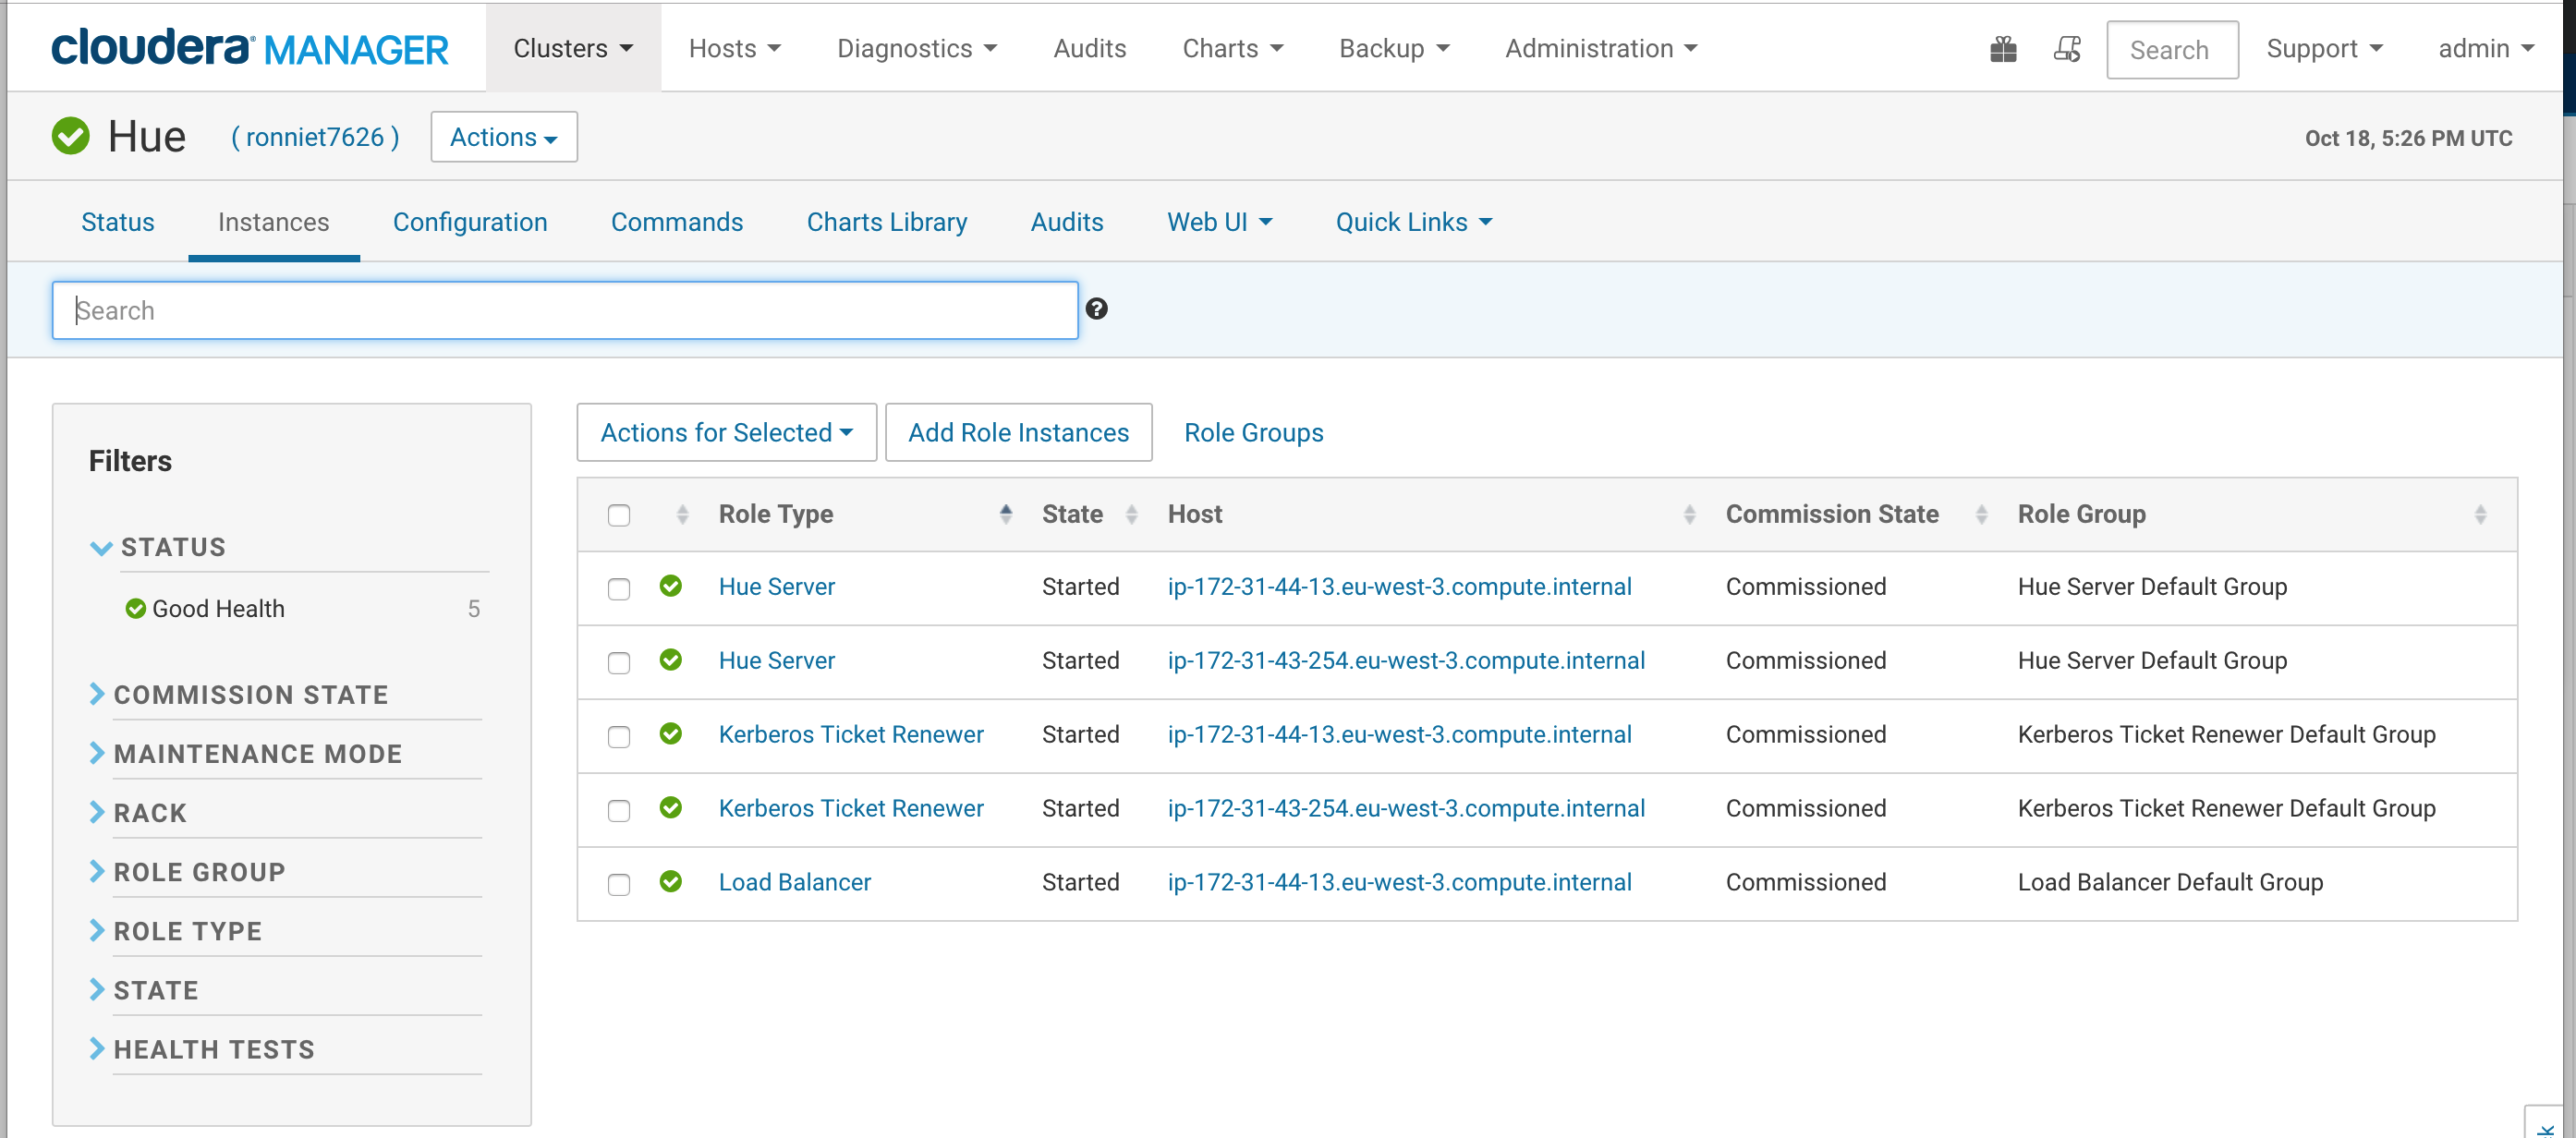 cloudera MANAGER Clusters Hosts Diagnostics Audits Charts Backup Administration Search Support admin
Hue ( ronniet7626 ) Actions Oct 18, 5:26 PM UTC
Status Instances Configuration Commands Charts Library Audits Web UI Quick Links
Search ?
Filters
STATUS
Good Health 5
COMMISSION STATE
MAINTENANCE MODE
RACK
ROLE GROUP
ROLE TYPE
STATE
HEALTH TESTS
Actions for Selected Add Role Instances Role Groups
Role Type State Host Commission State Role Group
Hue Server Started ip-172-31-44-13.eu-west-3.compute.internal Commissioned Hue Server Default Group
Hue Server Started ip-172-31-43-254.eu-west-3.compute.internal Commissioned Hue Server Default Group
Kerberos Ticket Renewer Started ip-172-31-44-13.eu-west-3.compute.internal Commissioned Kerberos Ticket Renewer Default Group
Kerberos Ticket Renewer Started ip-172-31-43-254.eu-west-3.compute.internal Commissioned Kerberos Ticket Renewer Default Group
Load Balancer Started ip-172-31-44-13.eu-west-3.compute.internal Commissioned Load Balancer Default Group